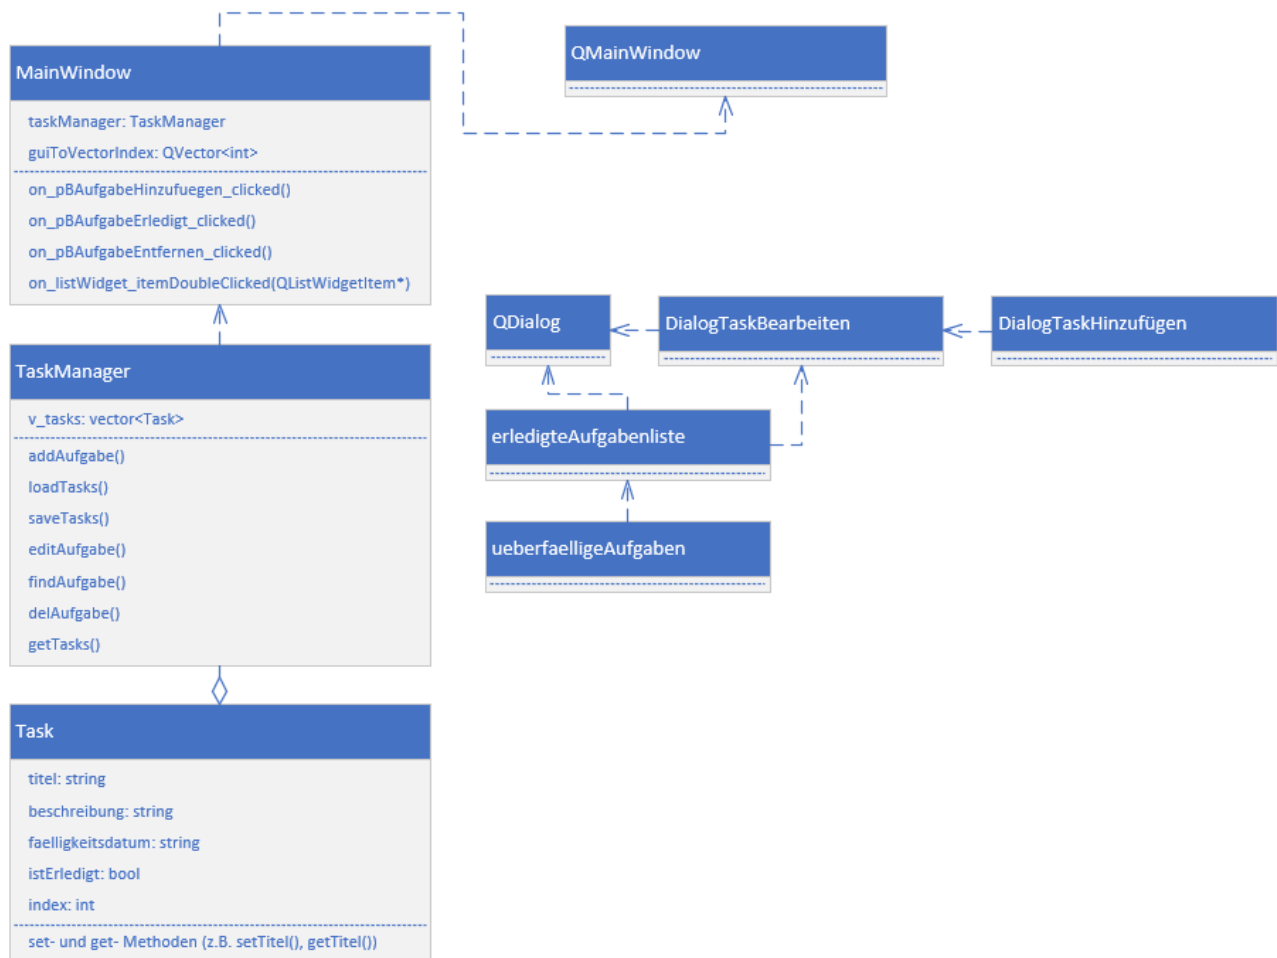 MainWindow
taskManager: TaskManager
guiToVectorIndex: QVector<int>
on_pBAufgabeHinzufuegen_clicked()
on_pBAufgabeErledigt_clicked()
on_pBAufgabeEntfernen_clicked()
on_listWidget_itemDoubleClicked(QListWidgetItem*)
TaskManager
v_tasks: vector<Task>
addAufgabe()
loadTasks()
saveTasks()
editAufgabe()
findAufgabe()
delAufgabe()
getTasks()
Task
titel: string
beschreibung: string
faelligkeitsdatum: string
istErledigt: bool
index: int
set- und get- Methoden (z.B. setTitel(), getTitel())
QMainWindow
QDialog
DialogTaskBearbeiten
DialogTaskHinzufügen
erledigteAufgabenliste
ueberfaelligeAufgaben